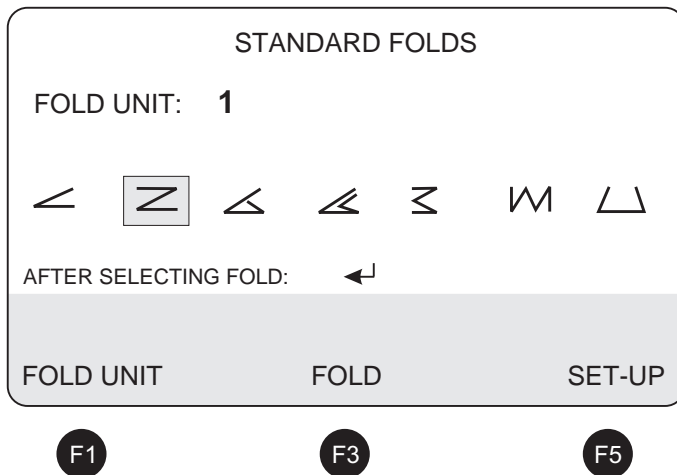 STANDARD FOLDS
FOLD UNIT: 1
AFTER SELECTING FOLD:
FOLD UNIT FOLD SET-UP
F1 F3 F5